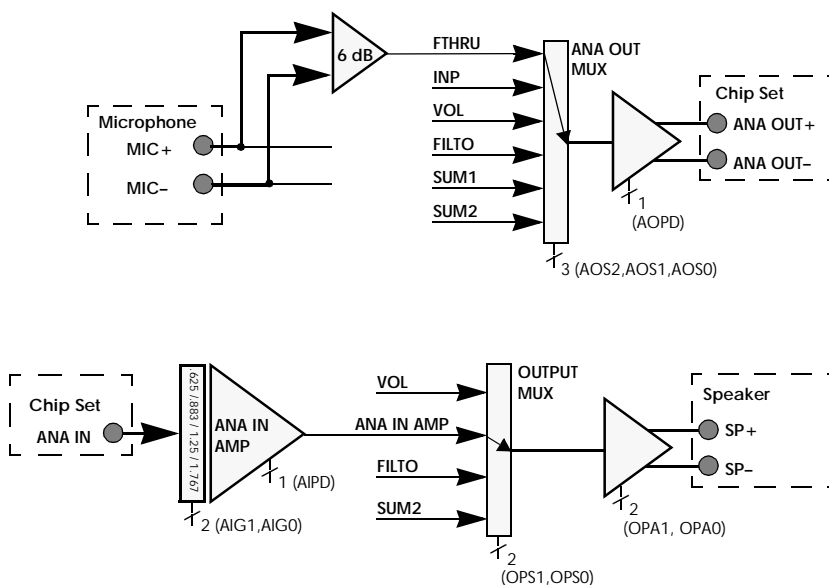 6 dB
FTHRU
INP
VOL
FILTO
SUM1
SUM2
ANA OUT
MUX
3 (AOS2,AOS1,AOS0)
1
(AOPD)
Chip Set
ANA OUT+
ANA OUT–
Microphone
MIC+
MIC–
Chip Set
ANA IN
.625 /.883 / 1.25 / 1.767
ANA IN
AMP
1 (AIPD)
2 (AIG1,AIG0)
VOL
ANA IN AMP
FILTO
SUM2
OUTPUT
MUX
2
(OPS1,OPS0)
2
(OPA1, OPA0)
Speaker
SP+
SP–